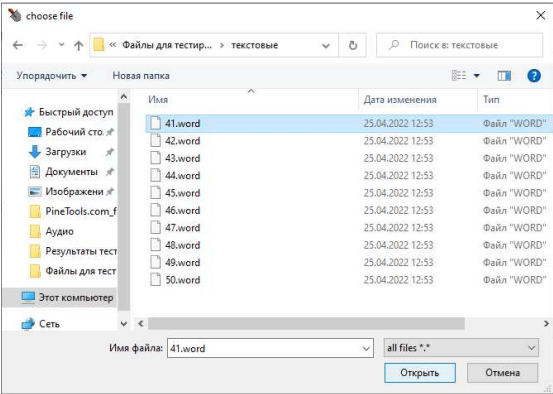 choose file
« Файлы для тестир... › текстовые
Поиск в: текстовые
Упорядочить
Новая папка
Имя
Дата изменения
Тип
Быстрый доступ
Рабочий сто
Загрузки
Документы
Изображени
PineTools.com_f
Аудио
Результаты тест
Файлы для тест
Этот компьютер
Сеть
41.word 25.04.2022 12:53 Файл "WORD"
42.word 25.04.2022 12:53 Файл "WORD"
43.word 25.04.2022 12:53 Файл "WORD"
44.word 25.04.2022 12:53 Файл "WORD"
45.word 25.04.2022 12:53 Файл "WORD"
46.word 25.04.2022 12:53 Файл "WORD"
47.word 25.04.2022 12:53 Файл "WORD"
48.word 25.04.2022 12:53 Файл "WORD"
49.word 25.04.2022 12:53 Файл "WORD"
50.word 25.04.2022 12:53 Файл "WORD"
Имя файла: 41.word
all files *.*
Открыть
Отмена